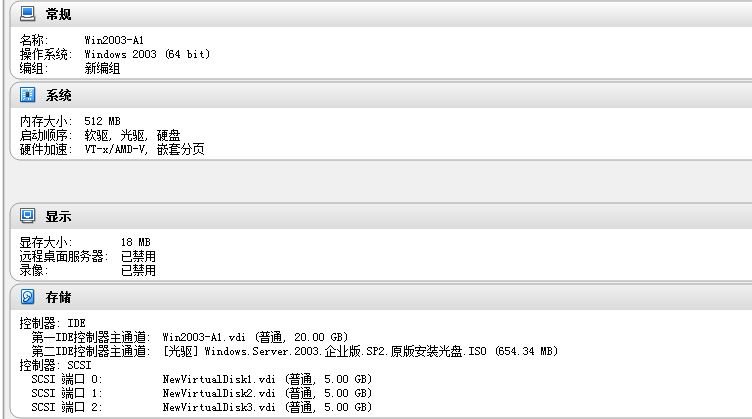 常规
名称: Win2003-A1
操作系统: Windows 2003 (64 bit)
编组: 新编组
系统
内存大小: 512 MB
启动顺序: 软驱, 光驱, 硬盘
硬件加速: VT-x/AMD-V, 嵌套分页
显示
显存大小: 18 MB
远程桌面服务器: 已禁用
录像: 已禁用
存储
控制器: IDE
第一IDE控制器主通道: Win2003-A1.vdi (普通, 20.00 GB)
第二IDE控制器主通道: [光驱] Windows.Server.2003.企业版.SP2.原版安装光盘.ISO (654.34 MB)
控制器: SCSI
SCSI 端口 0: NewVirtualDisk1.vdi (普通, 5.00 GB)
SCSI 端口 1: NewVirtualDisk2.vdi (普通, 5.00 GB)
SCSI 端口 2: NewVirtualDisk3.vdi (普通, 5.00 GB)